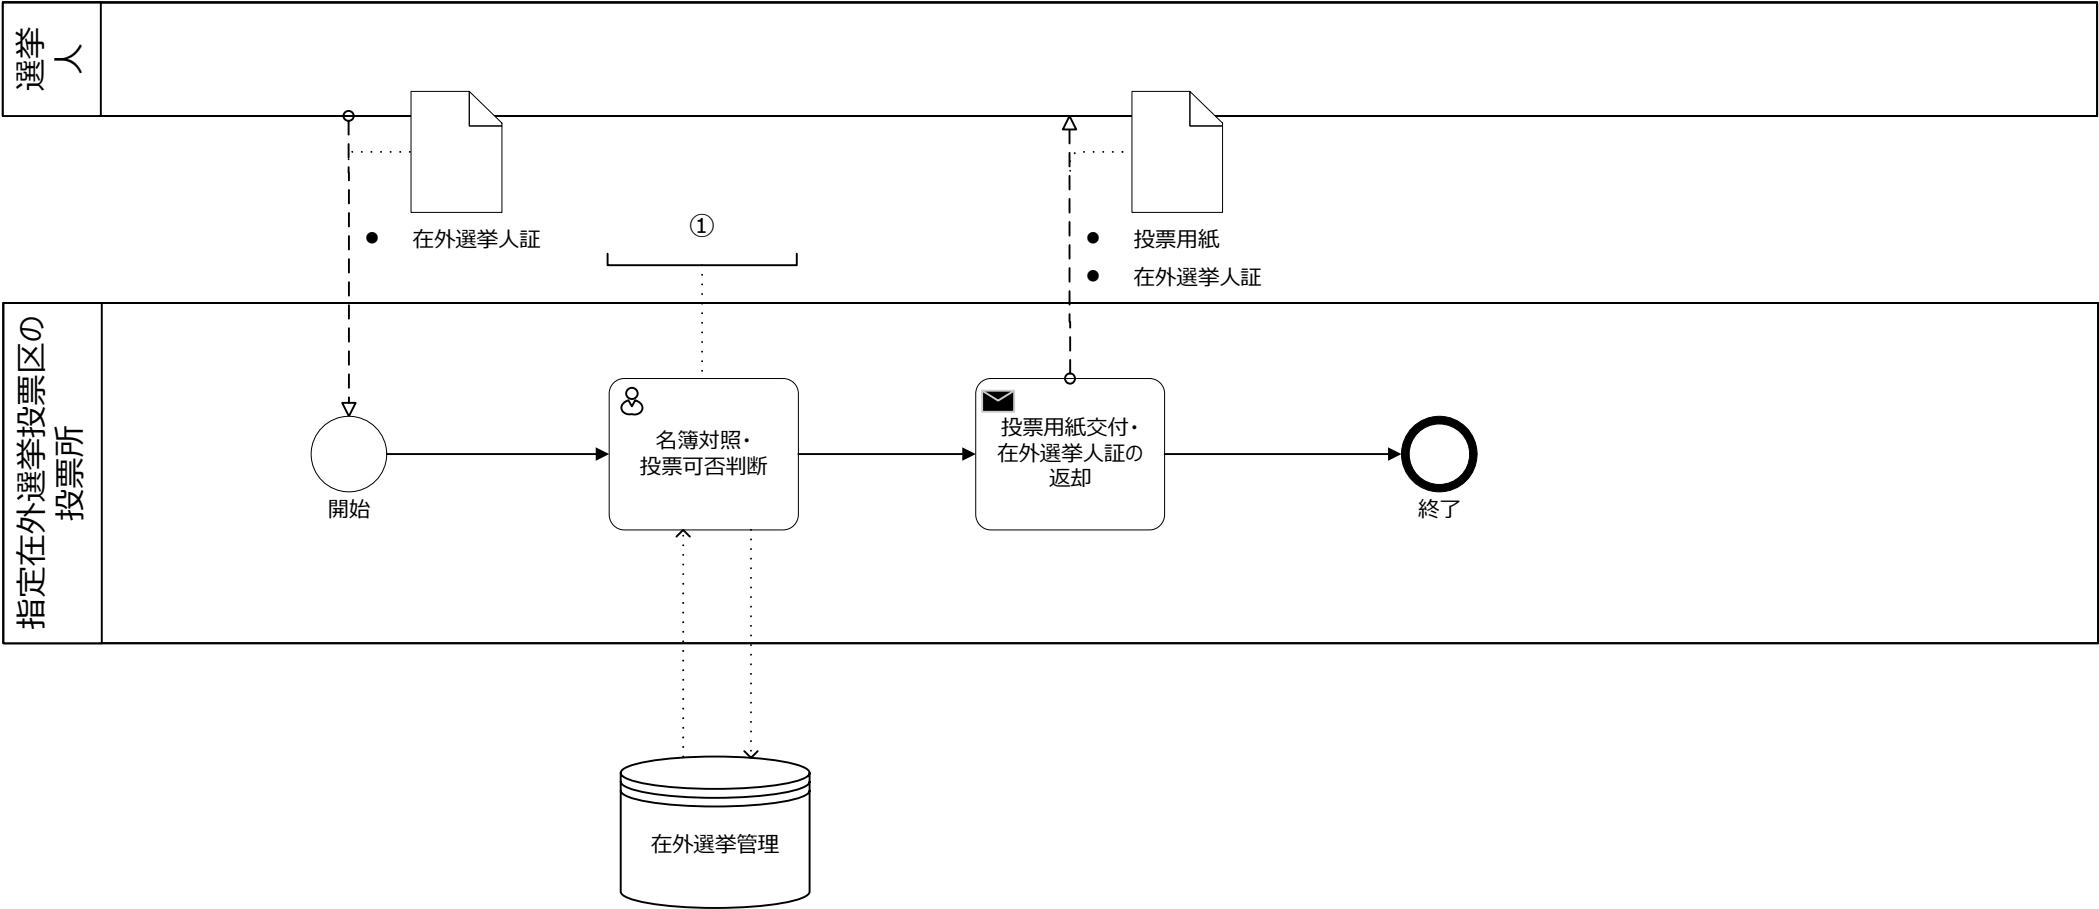 選挙
人
在外選挙人証
①
投票用紙
在外選挙人証
指定在外選挙投票区の
投票所
開始
名簿対照・
投票可否判断
投票用紙交付・
在外選挙人証の
返却
終了
在外選挙管理